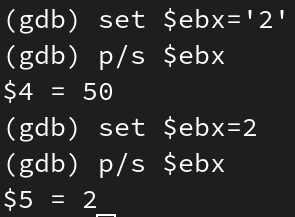 (gdb) set $ebx='2'
(gdb) p/s $ebx
$4 = 50
(gdb) set $ebx=2
(gdb) p/s $ebx
$5 = 2